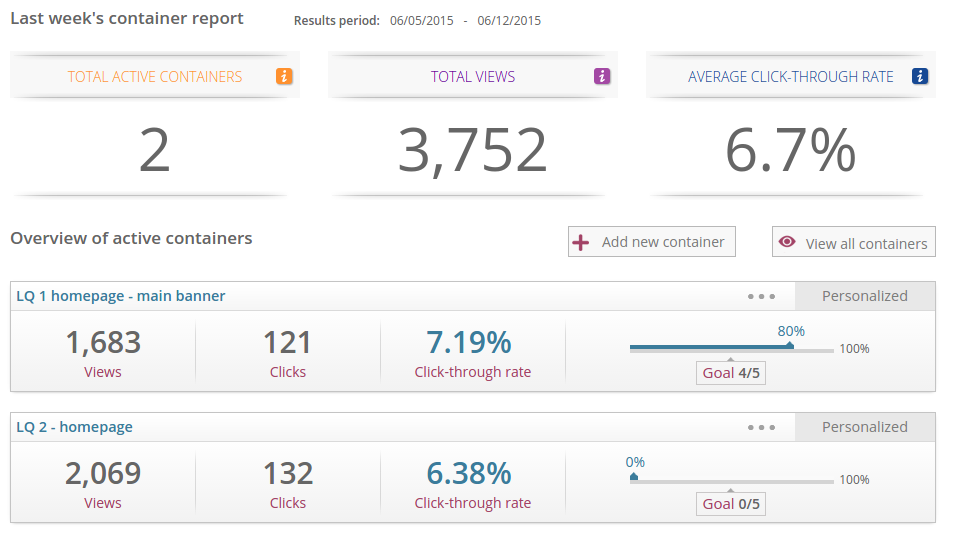 Last week's container report Results period: 06/05/2015 - 06/12/2015
TOTAL ACTIVE CONTAINERS i TOTAL VIEWS i AVERAGE CLICK-THROUGH RATE i
2 3,752 6.7%
Overview of active containers Add new container View all containers
LQ 1 homepage - main banner Personalized
80%
1,683 121 7.19% 100%
Views Clicks Click-through rate Goal 4/5
LQ 2 - homepage Personalized
0%
2,069 132 6.38% 100%
Views Clicks Click-through rate Goal 0/5